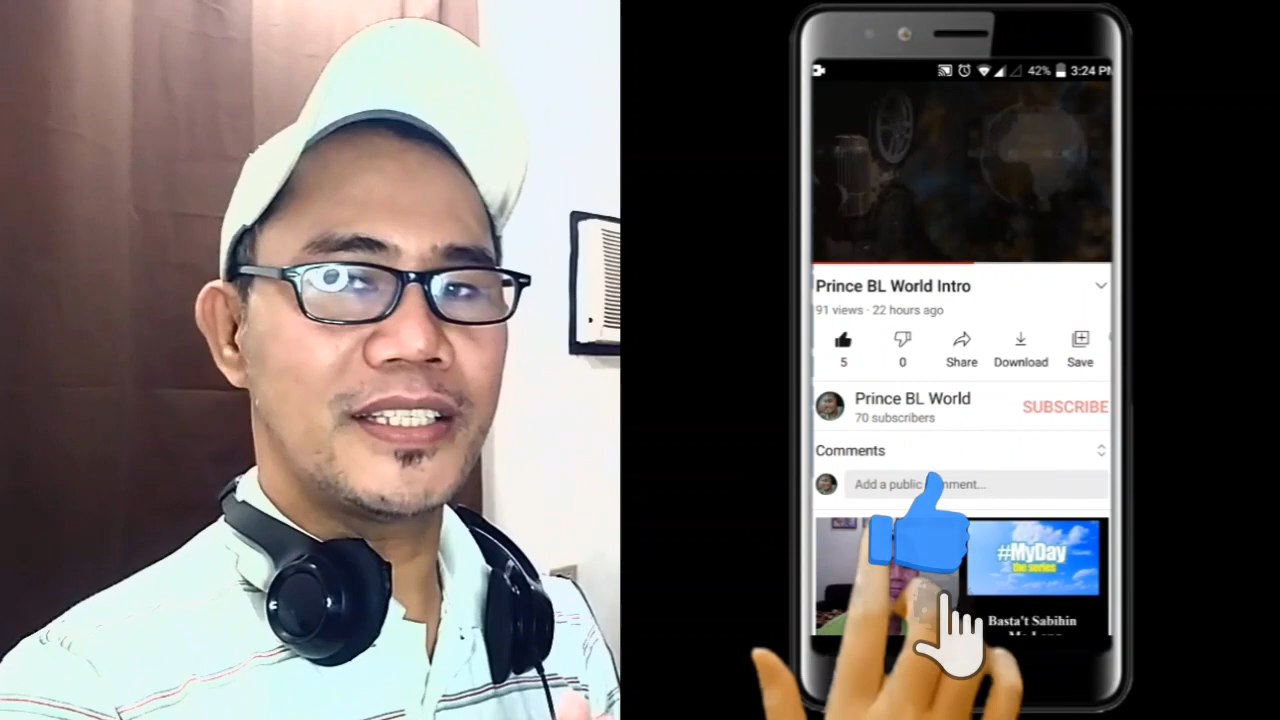 42% 3:24 PM
Prince BL World Intro
91 views · 22 hours ago
5
0
Share
Download
Save
Prince BL World
70 subscribers
SUBSCRIBE
Comments
Add a public comment...
#MyDay
the series
Basta't Sabihin